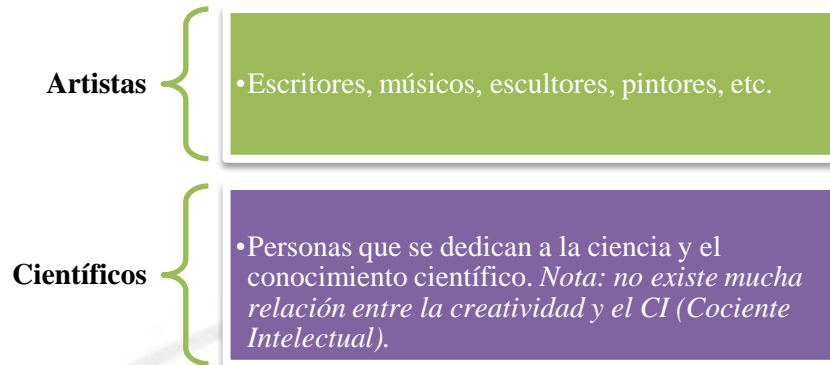 Artistas
•Escritores, músicos, escultores, pintores, etc.
Científicos
•Personas que se dedican a la ciencia y el
conocimiento científico. Nota: no existe mucha
relación entre la creatividad y el CI (Cociente
Intelectual).